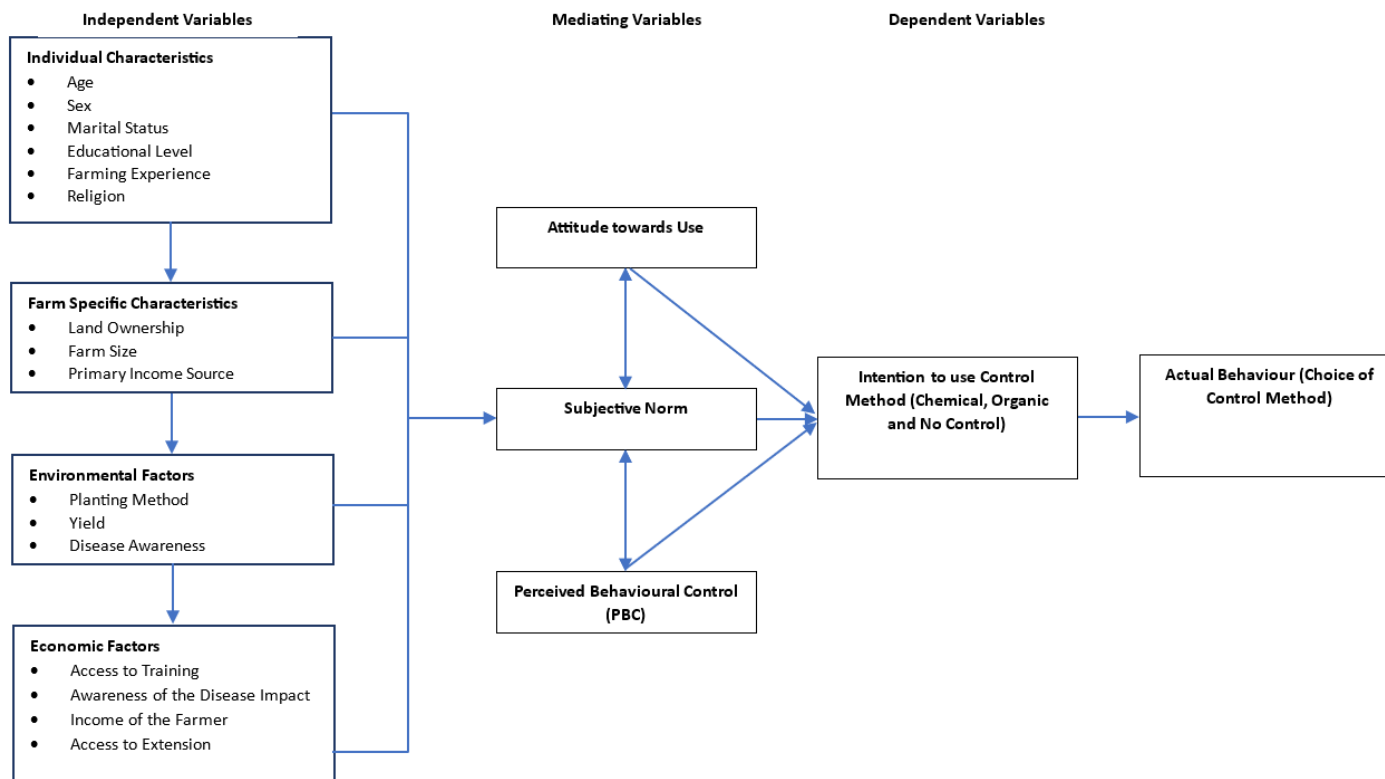 Independent Variables
Mediating Variables
Dependent Variables
Individual Characteristics
• Age
• Sex
• Marital Status
• Educational Level
• Farming Experience
• Religion
Farm Specific Characteristics
• Land Ownership
• Farm Size
• Primary Income Source
Environmental Factors
• Planting Method
• Yield
• Disease Awareness
Economic Factors
• Access to Training
• Awareness of the Disease Impact
• Income of the Farmer
• Access to Extension
Attitude towards Use
Subjective Norm
Perceived Behavioural Control
(PBC)
Intention to use Control
Method (Chemical, Organic
and No Control)
Actual Behaviour (Choice of
Control Method)